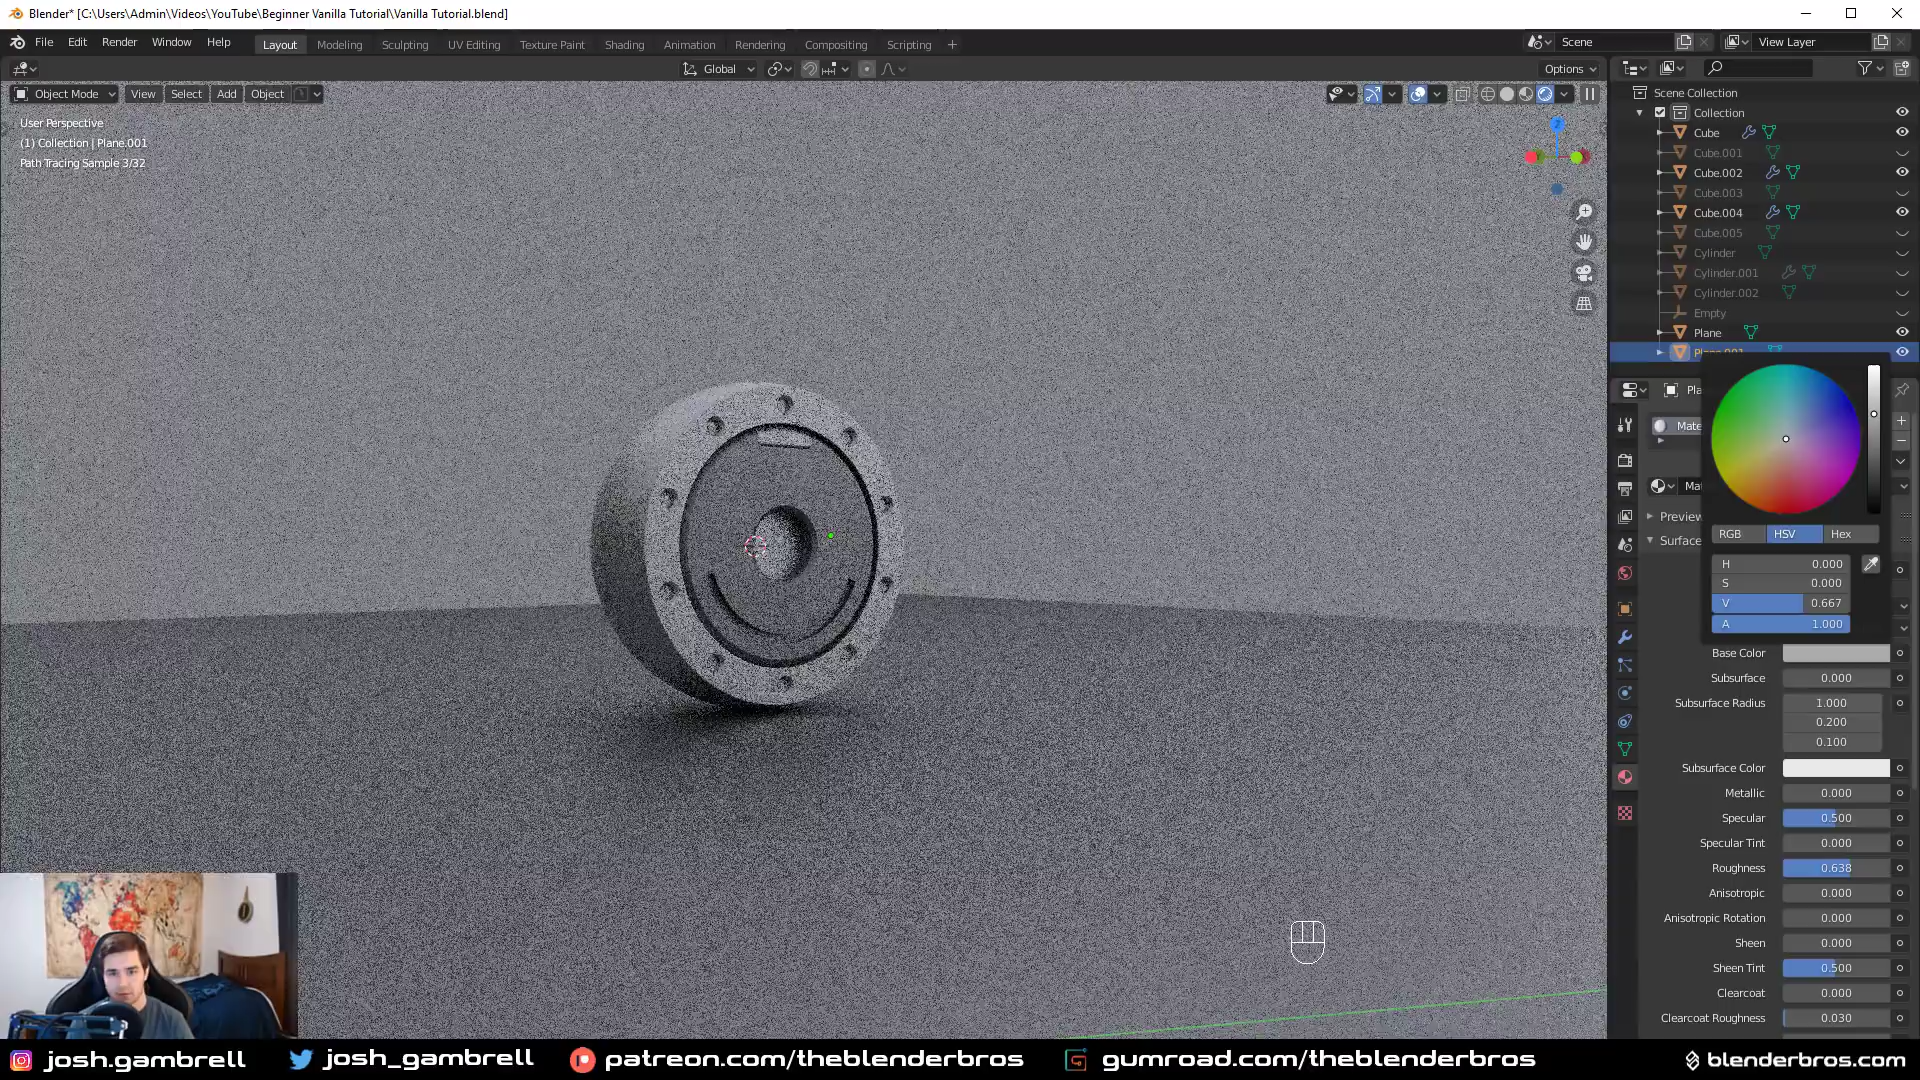 Blender* [C:\Users\Admin\Videos\YouTube\Beginner Vanilla Tutorial\Vanilla Tutorial.blend]
File Edit Render Window Help
Layout Modeling Sculpting UV Editing Texture Paint Shading Animation Rendering Compositing Scripting +
Scene
View Layer
Global
Options
Object Mode View Select Add Object
User Perspective
(1) Collection | Plane.001
Path Tracing Sample 3/32
Z
Scene Collection
Collection
Cube
Cube.001
Cube.002
Cube.003
Cube.004
Cube.005
Cylinder
Cylinder.001
Cylinder.002
Empty
Plane
Plane.001
Pla
Mate
Mat
Preview
Surface
RGB HSV Hex
H 0.000
S 0.000
V 0.667
A 1.000
Base Color
Subsurface 0.000
Subsurface Radius 1.000
0.200
0.100
Subsurface Color
Metallic 0.000
Specular 0.500
Specular Tint 0.000
Roughness 0.638
Anisotropic 0.000
Anisotropic Rotation 0.000
Sheen 0.000
Sheen Tint 0.500
Clearcoat 0.000
Clearcoat Roughness 0.030
josh.gambrell
josh_gambrell
patreon.com/theblenderbros
gumroad.com/theblenderbros
blenderbros.com